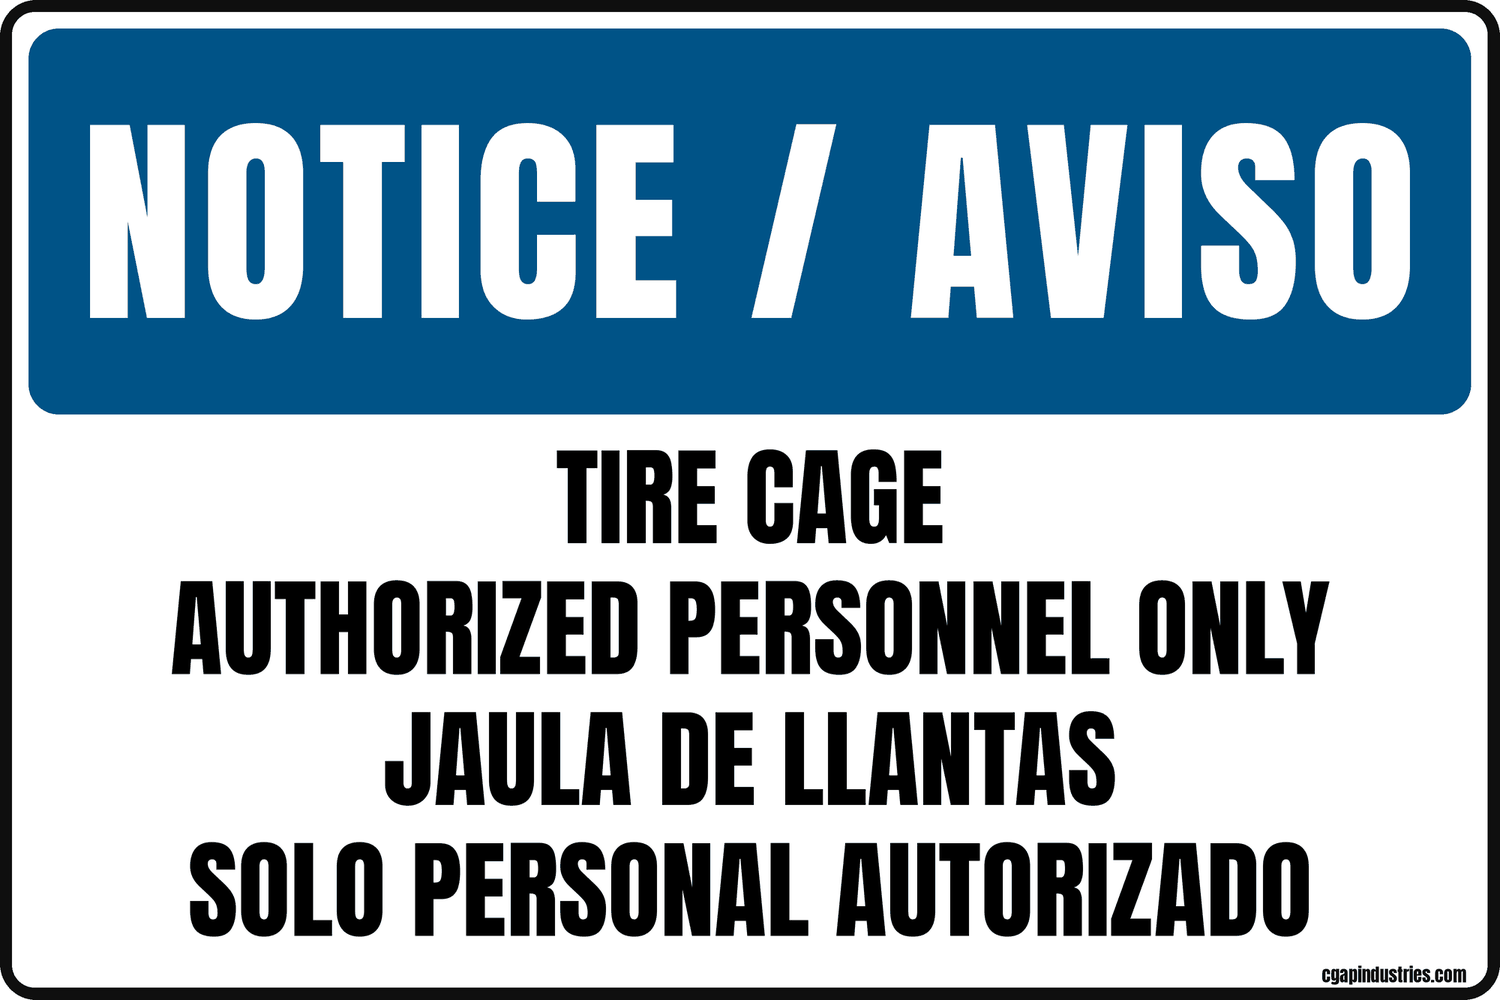 NOTICE / AVISO
TIRE CAGE
AUTHORIZED PERSONNEL ONLY
JAULA DE LLANTAS
SOLO PERSONAL AUTORIZADO
cgapindustries.com